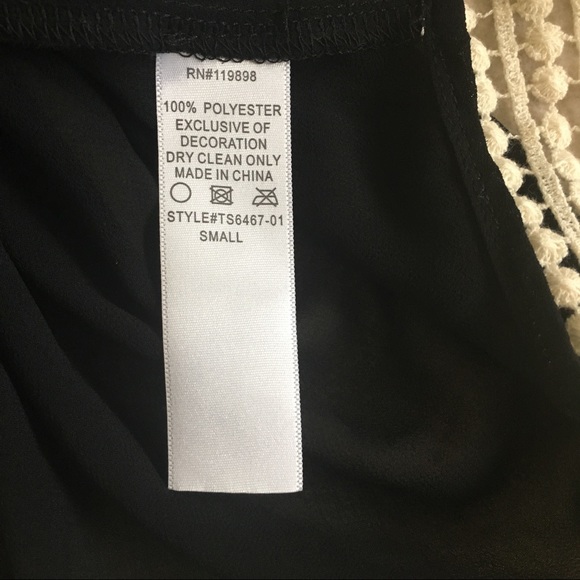 RN#119898
100% POLYESTER
EXCLUSIVE OF
DECORATION
DRY CLEAN ONLY
MADE IN CHINA
STYLE#TS6467-01
SMALL